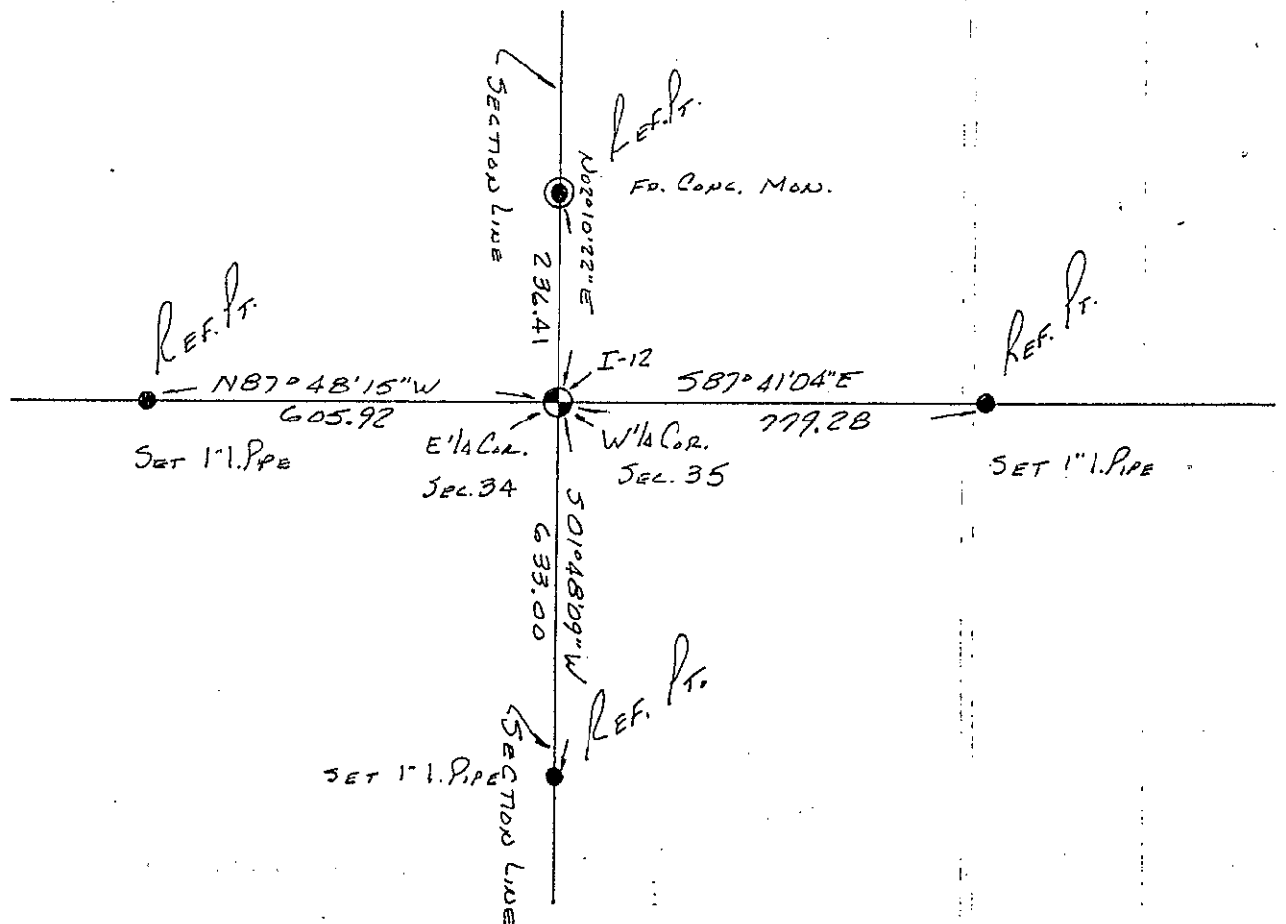 SECTION LINE
REF. PT.
FD. CONC. MON.
N02°10'22"E
236.41
REF. PT.
N87°48'15"W
605.92
SET 1" I. PIPE
I-12
E 1/4 COR.
SEC. 34
W 1/4 COR.
SEC. 35
S87°41'04"E
779.28
REF. PT.
SET 1" I. PIPE
S01°48'09"W
633.00
REF. PT.
SET 1" I. PIPE
SECTION LINE